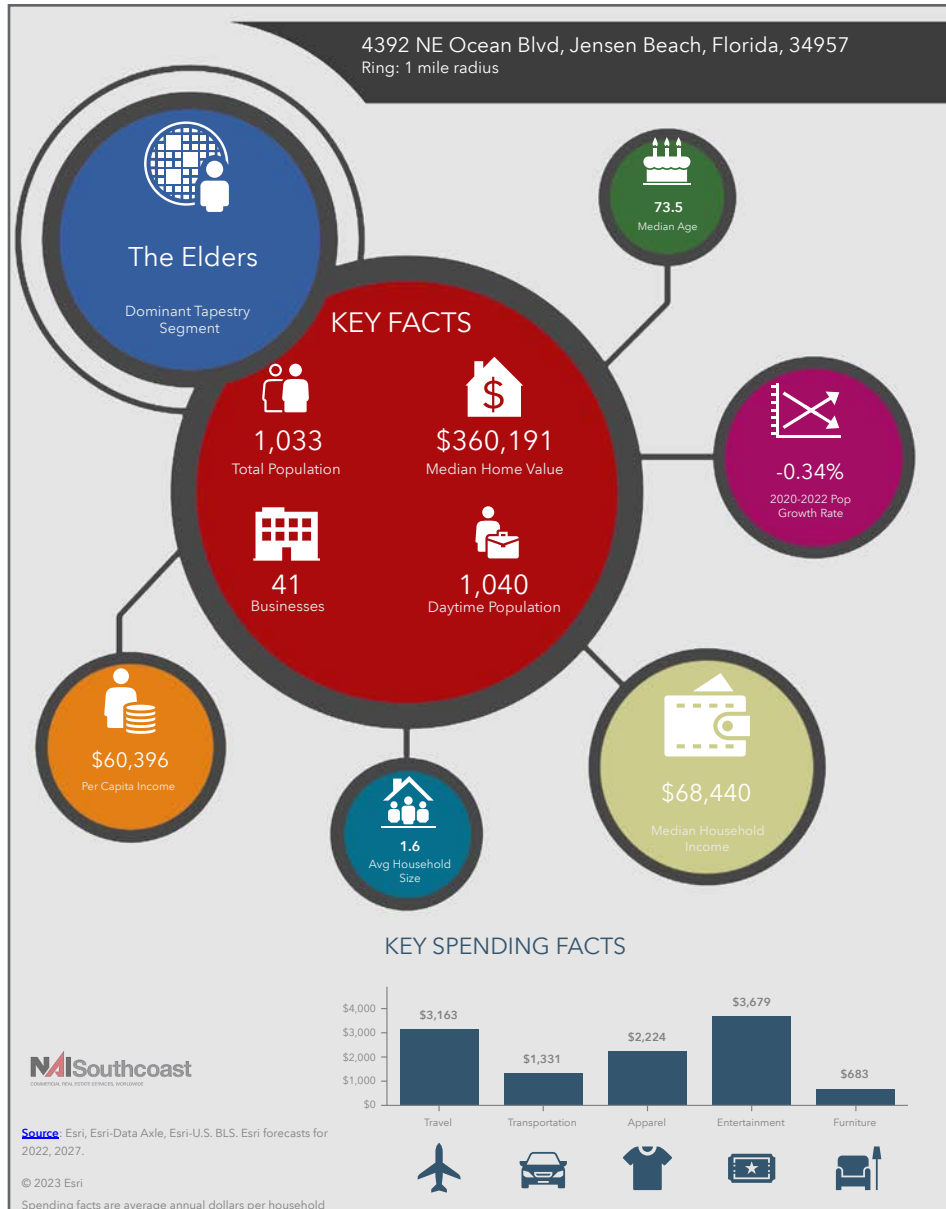 4392 NE Ocean Blvd, Jensen Beach, Florida, 34957
Ring: 1 mile radius
The Elders
Dominant Tapestry
Segment
73.5
Median Age
KEY FACTS
1,033
Total Population
$360,191
Median Home Value
41
Businesses
1,040
Daytime Population
-0.34%
2020-2022 Pop
Growth Rate
$60,396
Per Capita Income
1.6
Avg Household
Size
$68,440
Median Household
Income
KEY SPENDING FACTS
$4,000
$3,000
$2,000
$1,000
$0
$3,163
$1,331
$2,224
$3,679
$683
Travel
Transportation
Apparel
Entertainment
Furniture
NAISouthcoast
COMMERCIAL REAL ESTATE SERVICES, WORLDWIDE
Source: Esri, Esri-Data Axle, Esri-U.S. BLS. Esri forecasts for
2022, 2027.
© 2023 Esri
Spending facts are average annual dollars per household